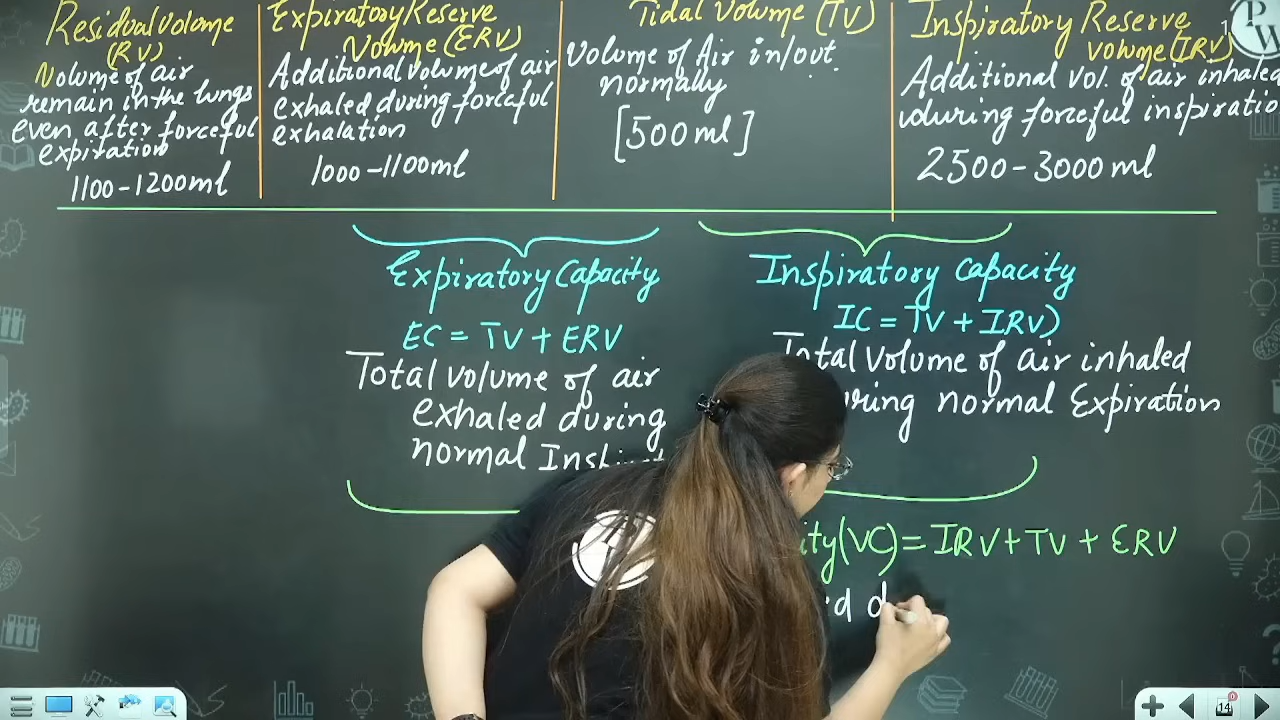 Residual Volume
(RV)
Volume of air
remain in the lungs
even after forceful
expiration
1100-1200ml
Expiratory Reserve
Volume (ERV)
Additional volume of air
exhaled during forceful
exhalation
1000-1100ml
Tidal Volume (TV)
Volume of Air in/out
normally
[500ml]
Inspiratory Reserve
volume (IRV)
Additional vol. of air inhaled
during forceful inspiratio
2500-3000ml
PW
Expiratory Capacity
EC = TV + ERV
Total volume of air
exhaled during
normal
Inspiratory Capacity
IC = TV + IRV)
Total volume of air inhaled
normal Expiration
(VC) = IRV + TV + ERV
14